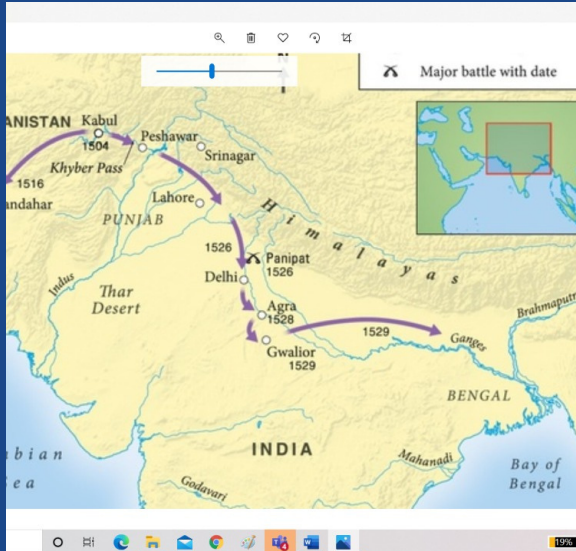 N
Major battle with date
ANISTAN
Kabul
1504
Peshawar
Khyber Pass
Srinagar
1516
andahar
Lahore
PUNJAB
Himalayas
1526
Panipat
1526
Delhi
Indus
Thar
Desert
Agra
1528
1529
Ganges
Brahmaputr
Gwalior
1529
BENGAL
INDIA
bian
ea
Mahanadi
Bay of
Bengal
Godavari
4
19%